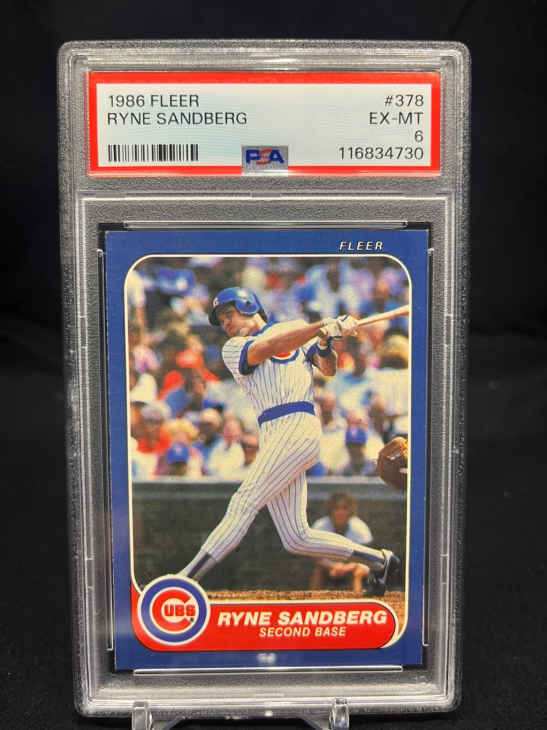 1986 FLEER #378
RYNE SANDBERG EX-MT
6
PSA 116834730
FLEER
C
CUBS
RYNE SANDBERG
SECOND BASE